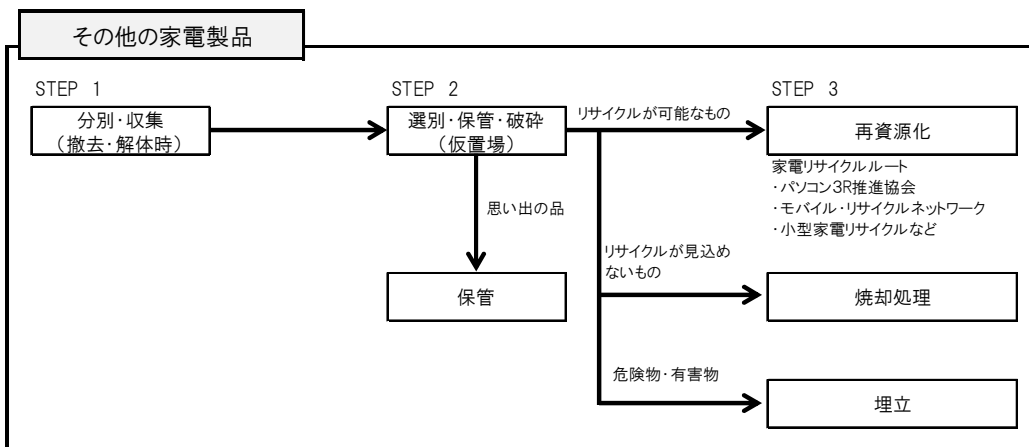 その他の家電製品
STEP 1
分別・収集
（撤去・解体時）
STEP 2
選別・保管・破砕
（仮置場）
リサイクルが可能なもの
STEP 3
再資源化
家電リサイクルルート
・パソコン3R推進協会
・モバイル・リサイクルネットワーク
・小型家電リサイクルなど
思い出の品
保管
リサイクルが見込め
ないもの
焼却処理
危険物・有害物
埋立